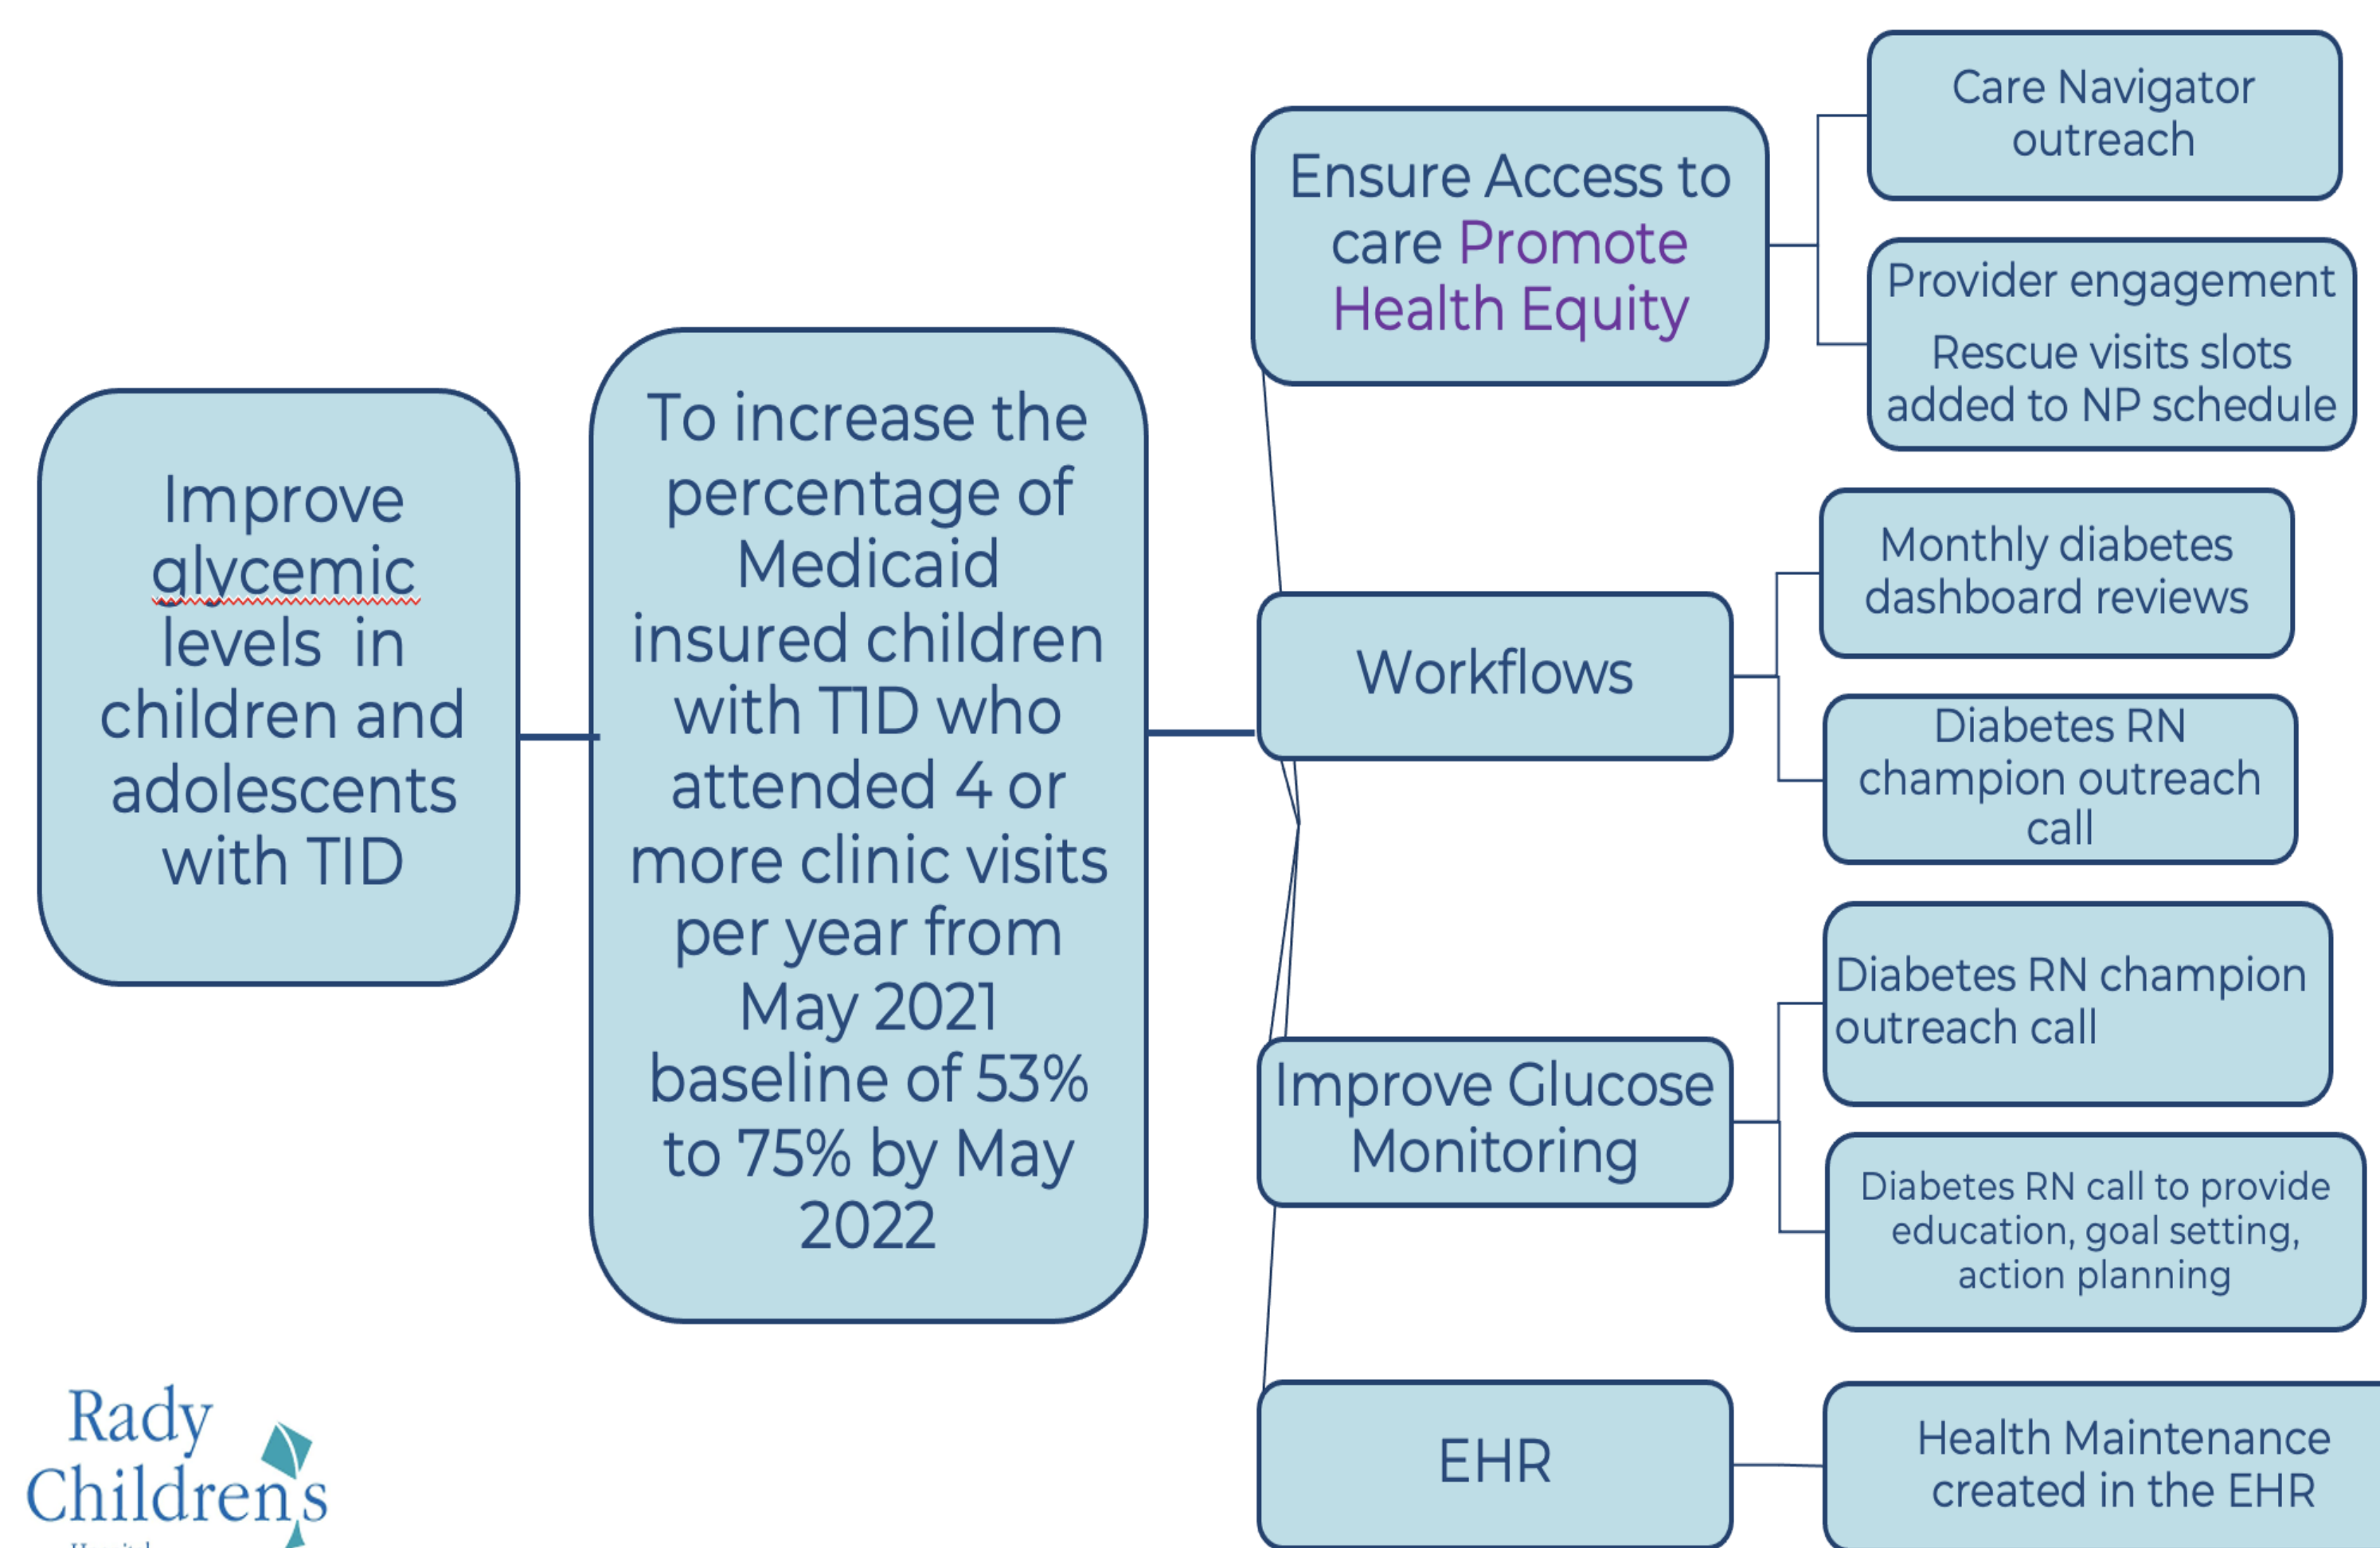 Improve
glycemic
levels in
children and
adolescents
with TID
To increase the
percentage of
Medicaid
insured children
with T1D who
attended 4 or
more clinic visits
per year from
May 2021
baseline of 53%
to 75% by May
2022
Ensure Access to
care Promote
Health Equity
Care Navigator
outreach
Provider engagement
Rescue visits slots
added to NP schedule
Workflows
Monthly diabetes
dashboard reviews
Diabetes RN
champion outreach
call
Improve Glucose
Monitoring
Diabetes RN champion
outreach call
Diabetes RN call to provide
education, goal setting,
action planning
EHR
Health Maintenance
created in the EHR
Rady
Children's